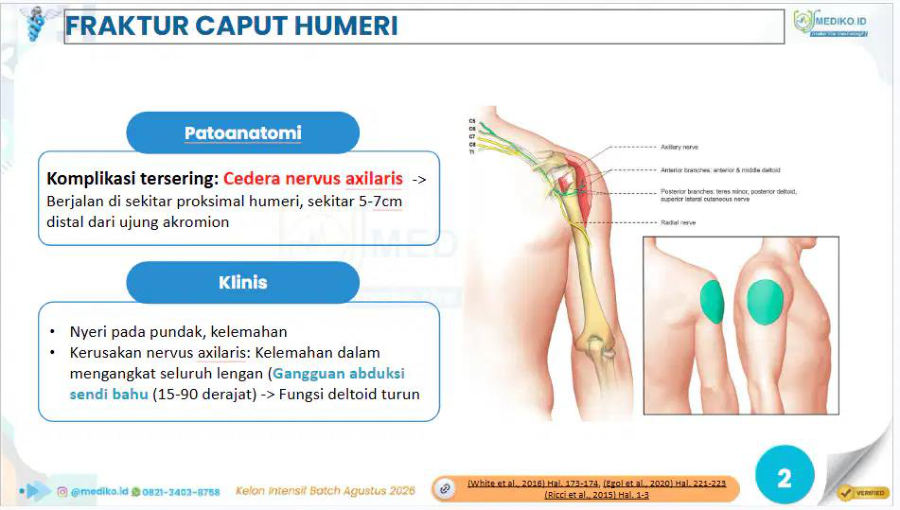 FRAKTUR CAPUT HUMERI
MEDIKO.ID
Patoanatomi
Komplikasi tersering: Cedera nervus axilaris ->
Berjalan di sekitar proksimal humeri, sekitar 5-7cm
distal dari ujung akromion
Klinis
• Nyeri pada pundak, kelemahan
• Kerusakan nervus axilaris: Kelemahan dalam
mengangkat seluruh lengan (Gangguan abduksi
sendi bahu (15-90 derajat) -> Fungsi deltoid turun
C5
C6
C7
C8
T1
Axillary nerve
Anterior branches: anterior & middle deltoid
Posterior branches: teres minor, posterior deltoid,
superior lateral cutaneous nerve
Radial nerve
MED
@mediko.id 0821-3403-8758
Kelon Intensif Batch Agustus 2026
(White et al., 2016) Hal. 173-174, (Egol et al., 2020) Hal. 221-223
(Ricci et al., 2015) Hal. 1-3
2
VERIFIED